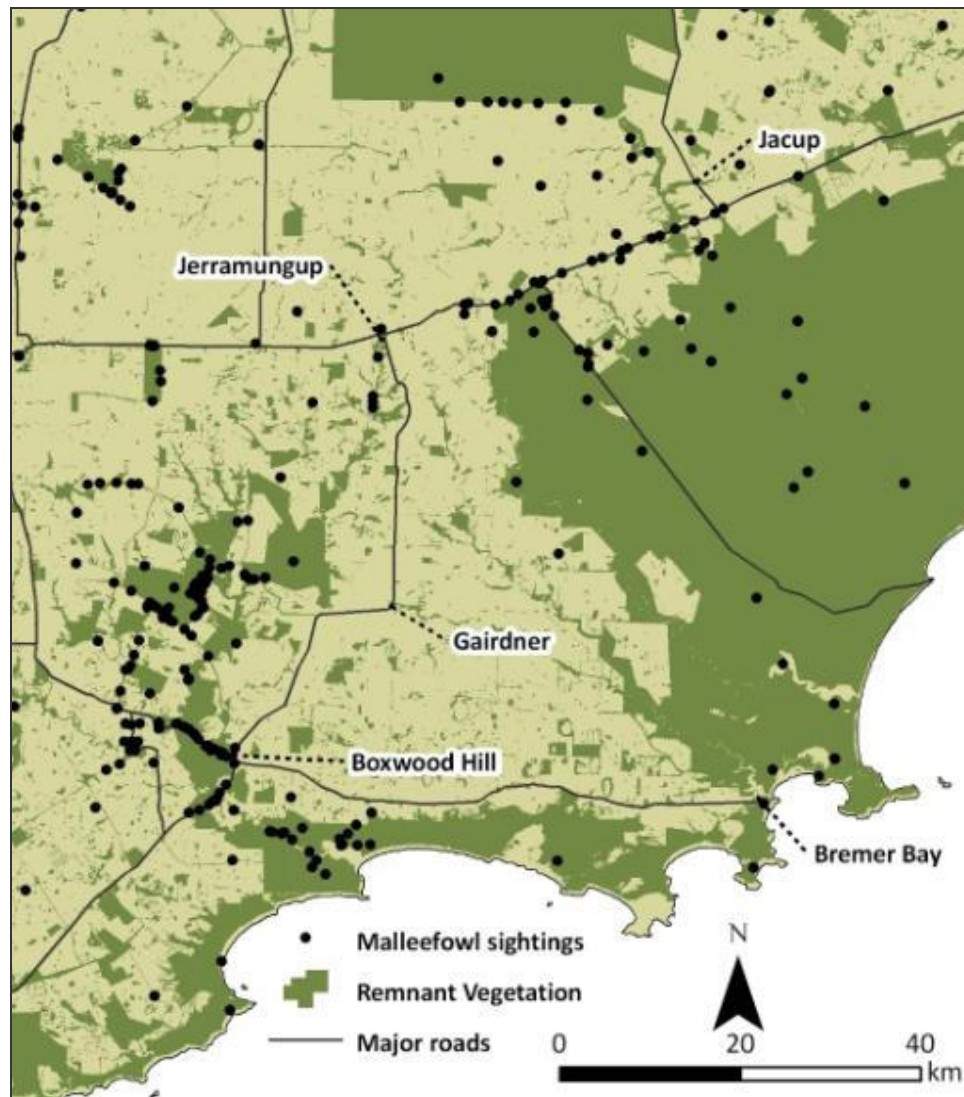 Jacup
Jerramungup
Gairdner
Boxwood Hill
Bremer Bay
Malleefowl sightings
Remnant Vegetation
Major roads
N
0 20 40
km